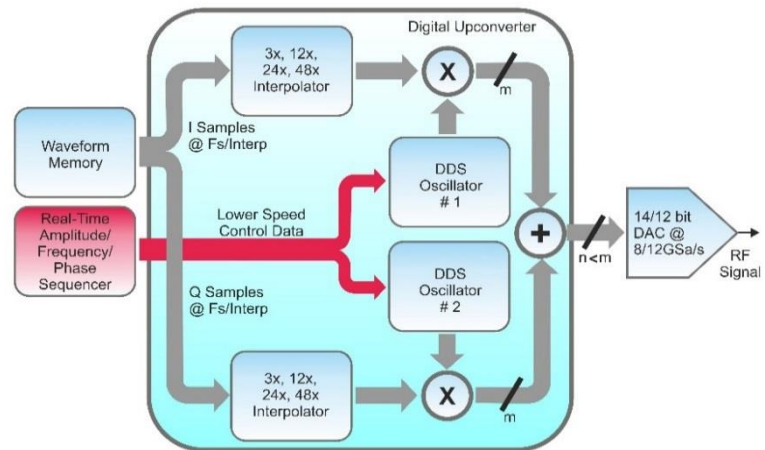 Digital Upconverter
3x, 12x,
24x, 48x
Interpolator
X
m
Waveform
Memory
I Samples
@ Fs/Interp
DDS
Oscillator
# 1
Real-Time
Amplitude/
Frequency/
Phase
Sequencer
Lower Speed
Control Data
+
n<m
14/12 bit
DAC @
8/12GSa/s
RF
Signal
DDS
Oscillator
# 2
Q Samples
@ Fs/Interp
3x, 12x,
24x, 48x
Interpolator
X
m